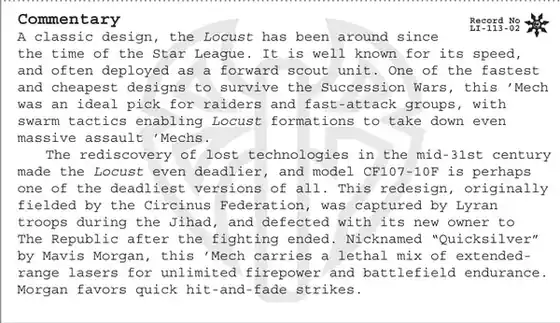 Commentary
Record No
LI-113-02
A classic design, the Locust has been around since
the time of the Star League. It is well known for its speed,
and often deployed as a forward scout unit. One of the fastest
and cheapest designs to survive the Succession Wars, this ’Mech
was an ideal pick for raiders and fast-attack groups, with
swarm tactics enabling Locust formations to take down even
massive assault ’Mechs.
The rediscovery of lost technologies in the mid-31st century
made the Locust even deadlier, and model CF107-10F is perhaps
one of the deadliest versions of all. This redesign, originally
fielded by the Circinus Federation, was captured by Lyran
troops during the Jihad, and defected with its new owner to
The Republic after the fighting ended. Nicknamed “Quicksilver”
by Mavis Morgan, this ’Mech carries a lethal mix of extended-
range lasers for unlimited firepower and battlefield endurance.
Morgan favors quick hit-and-fade strikes.